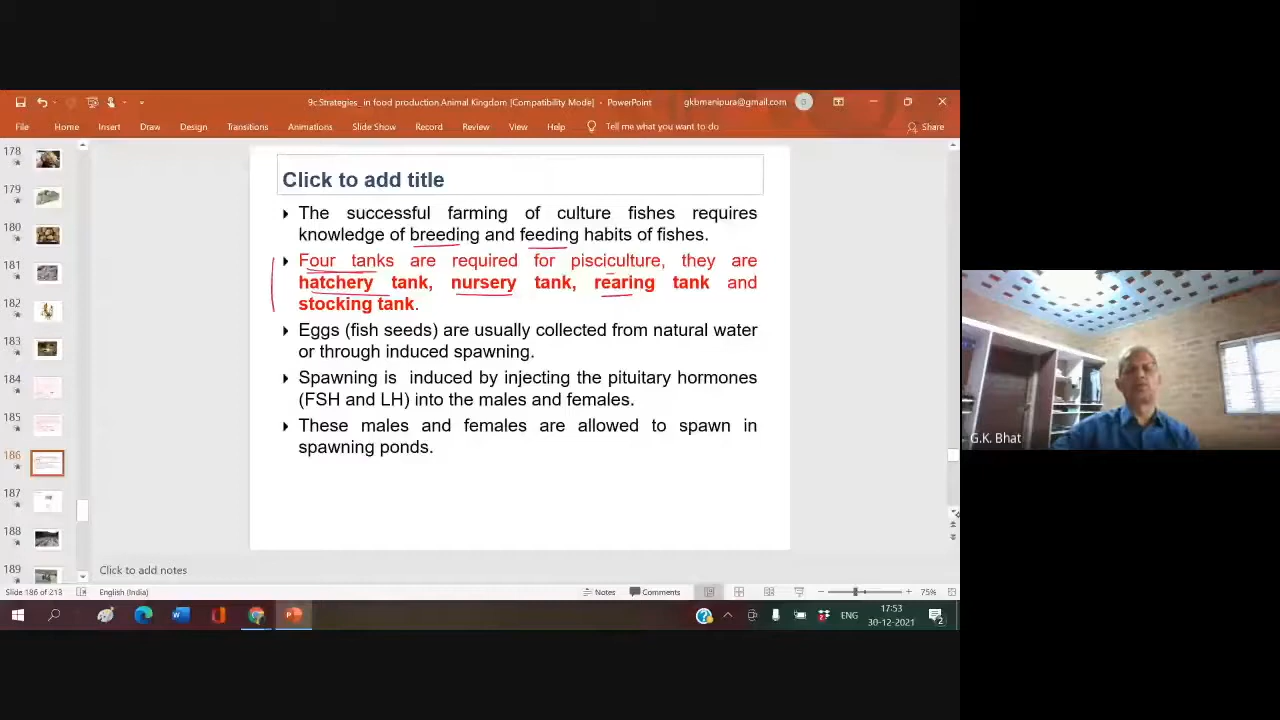 9c.Strategies_in food production.Animal Kingdom [Compatibility Mode] • PowerPoint
gkbmanipura@gmail.com
File Home Insert Draw Design Transitions Animations Slide Show Record Review View Help Tell me what you want to do Share
178
179
180
181
182
183
184
185
186
187
188
189
Click to add title
The successful farming of culture fishes requires
knowledge of breeding and feeding habits of fishes.
Four tanks are required for pisciculture, they are
hatchery tank, nursery tank, rearing tank and
stocking tank.
Eggs (fish seeds) are usually collected from natural water
or through induced spawning.
Spawning is induced by injecting the pituitary hormones
(FSH and LH) into the males and females.
These males and females are allowed to spawn in
spawning ponds.
Click to add notes
Slide 186 of 213 English (India) Notes Comments 75%
ENG
17:53
30-12-2021
2
G.K. Bhat